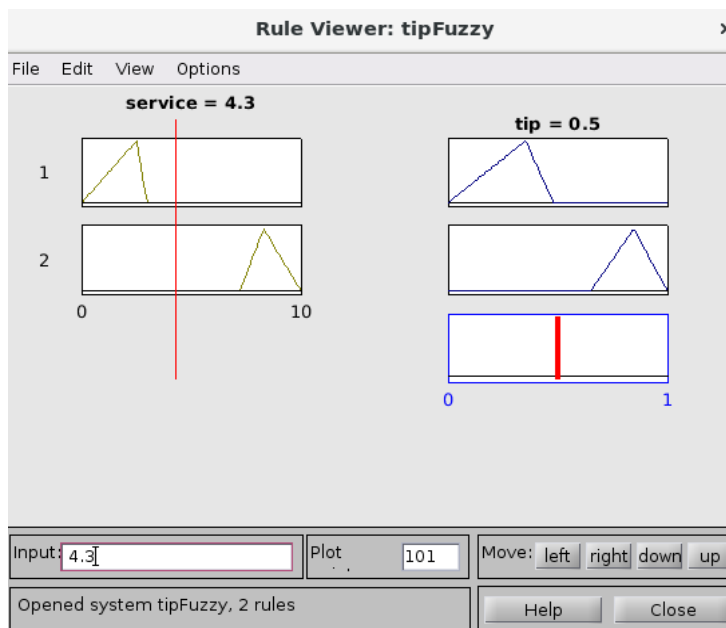 Rule Viewer: tipFuzzy
File Edit View Options
service = 4.3
tip = 0.5
1
2
0 10
0 1
Input: 4.3
Plot
101
Move: left right down up
Opened system tipFuzzy, 2 rules
Help Close